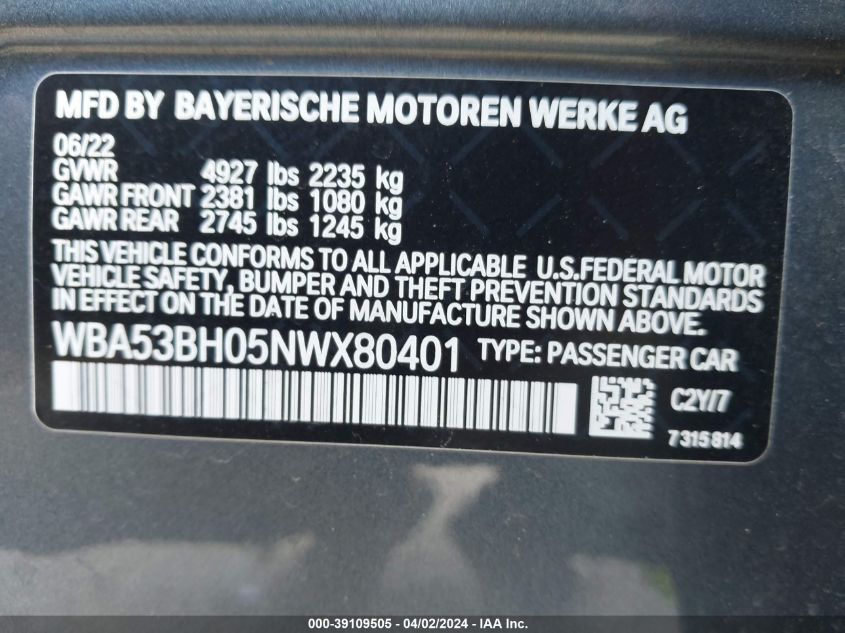 MFD BY BAYERISCHE MOTOREN WERKE AG
06/22
GVWR 4927 lbs 2235 kg
GAWR FRONT 2381 lbs 1080 kg
GAWR REAR 2745 lbs 1245 kg
THIS VEHICLE CONFORMS TO ALL APPLICABLE U.S.FEDERAL MOTOR
VEHICLE SAFETY, BUMPER AND THEFT PREVENTION STANDARDS
IN EFFECT ON THE DATE OF MANUFACTURE SHOWN ABOVE.
WBA53BH05NWX80401 TYPE: PASSENGER CAR
C2Y/7
7315814
000-39109505 - 04/02/2024 - IAA Inc.